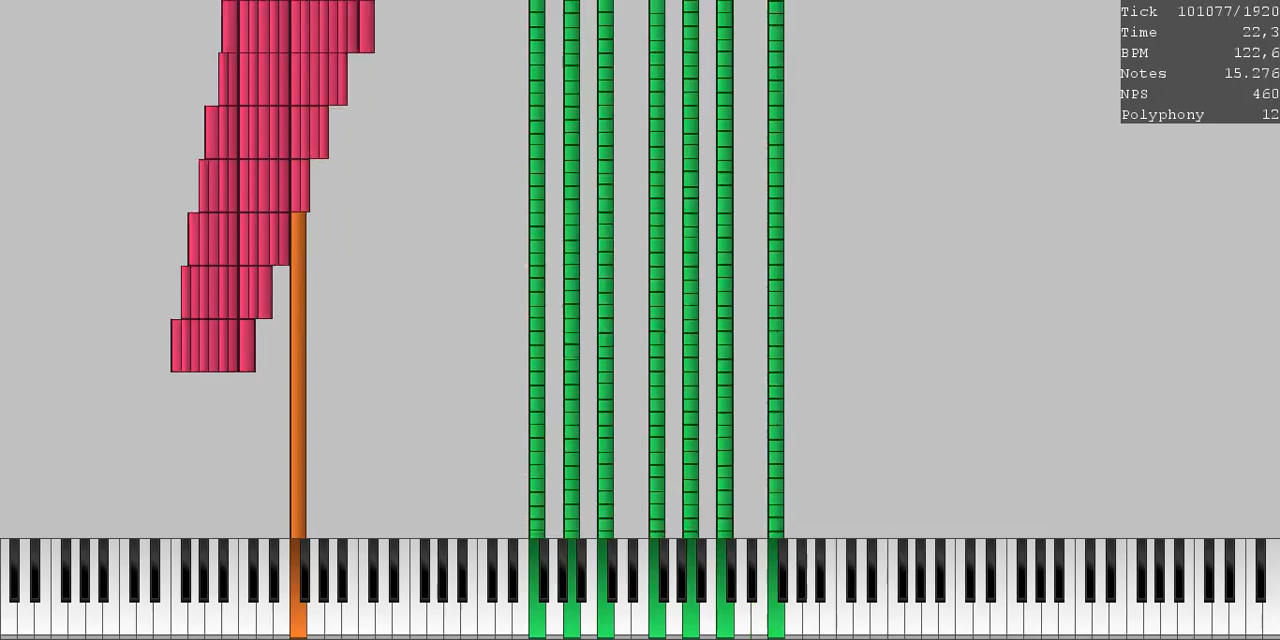 Tick 101077/1920
Time 22,3
BPM 122,6
Notes 15.276
NPS 460
Polyphony 12